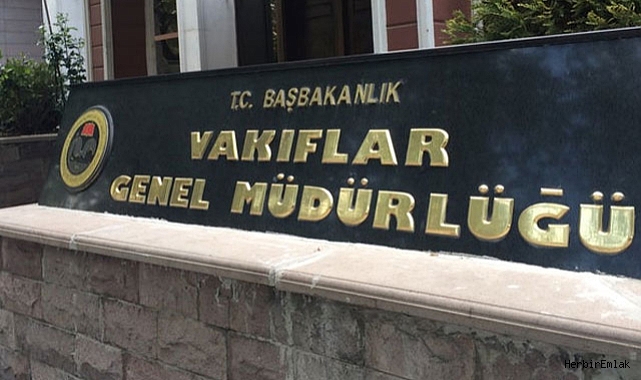 T.C. BAŞBAKANLIK
VAKIFLAR
GENEL MÜDÜRLÜĞÜ
HerbirEmlak